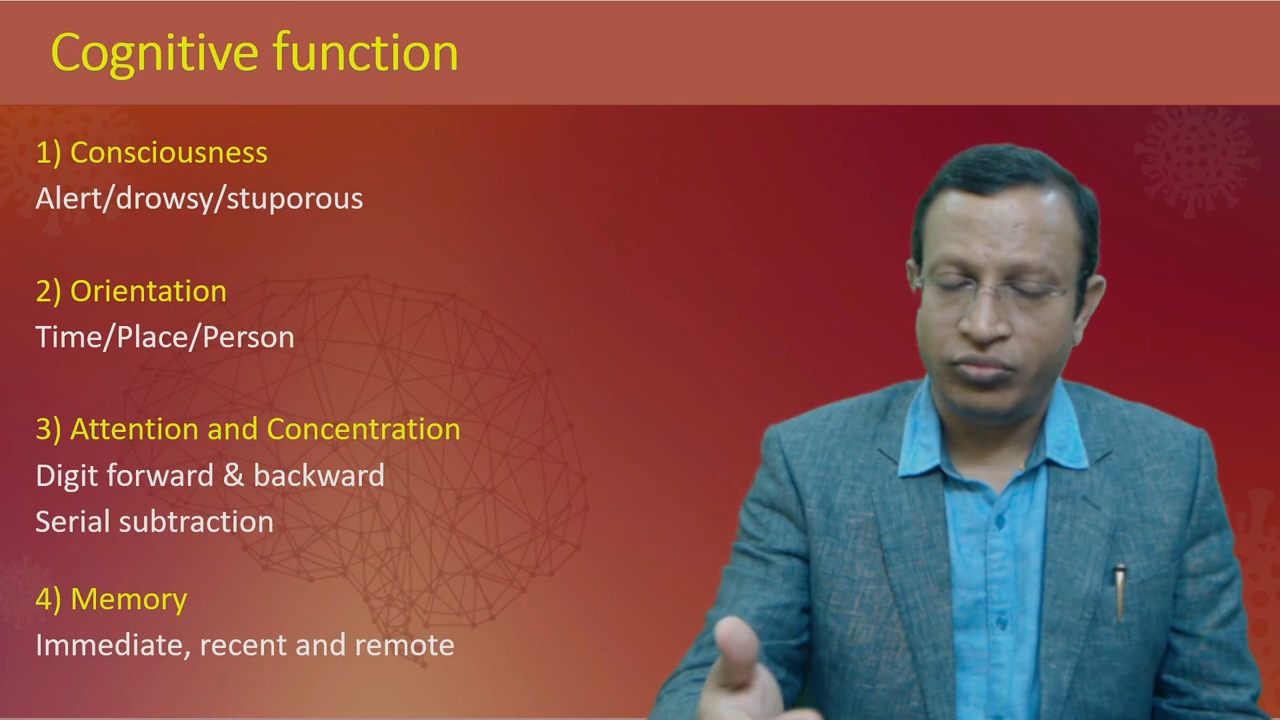 Cognitive function
1) Consciousness
Alert/drowsy/stuporous
2) Orientation
Time/Place/Person
3) Attention and Concentration
Digit forward & backward
Serial subtraction
4) Memory
Immediate, recent and remote